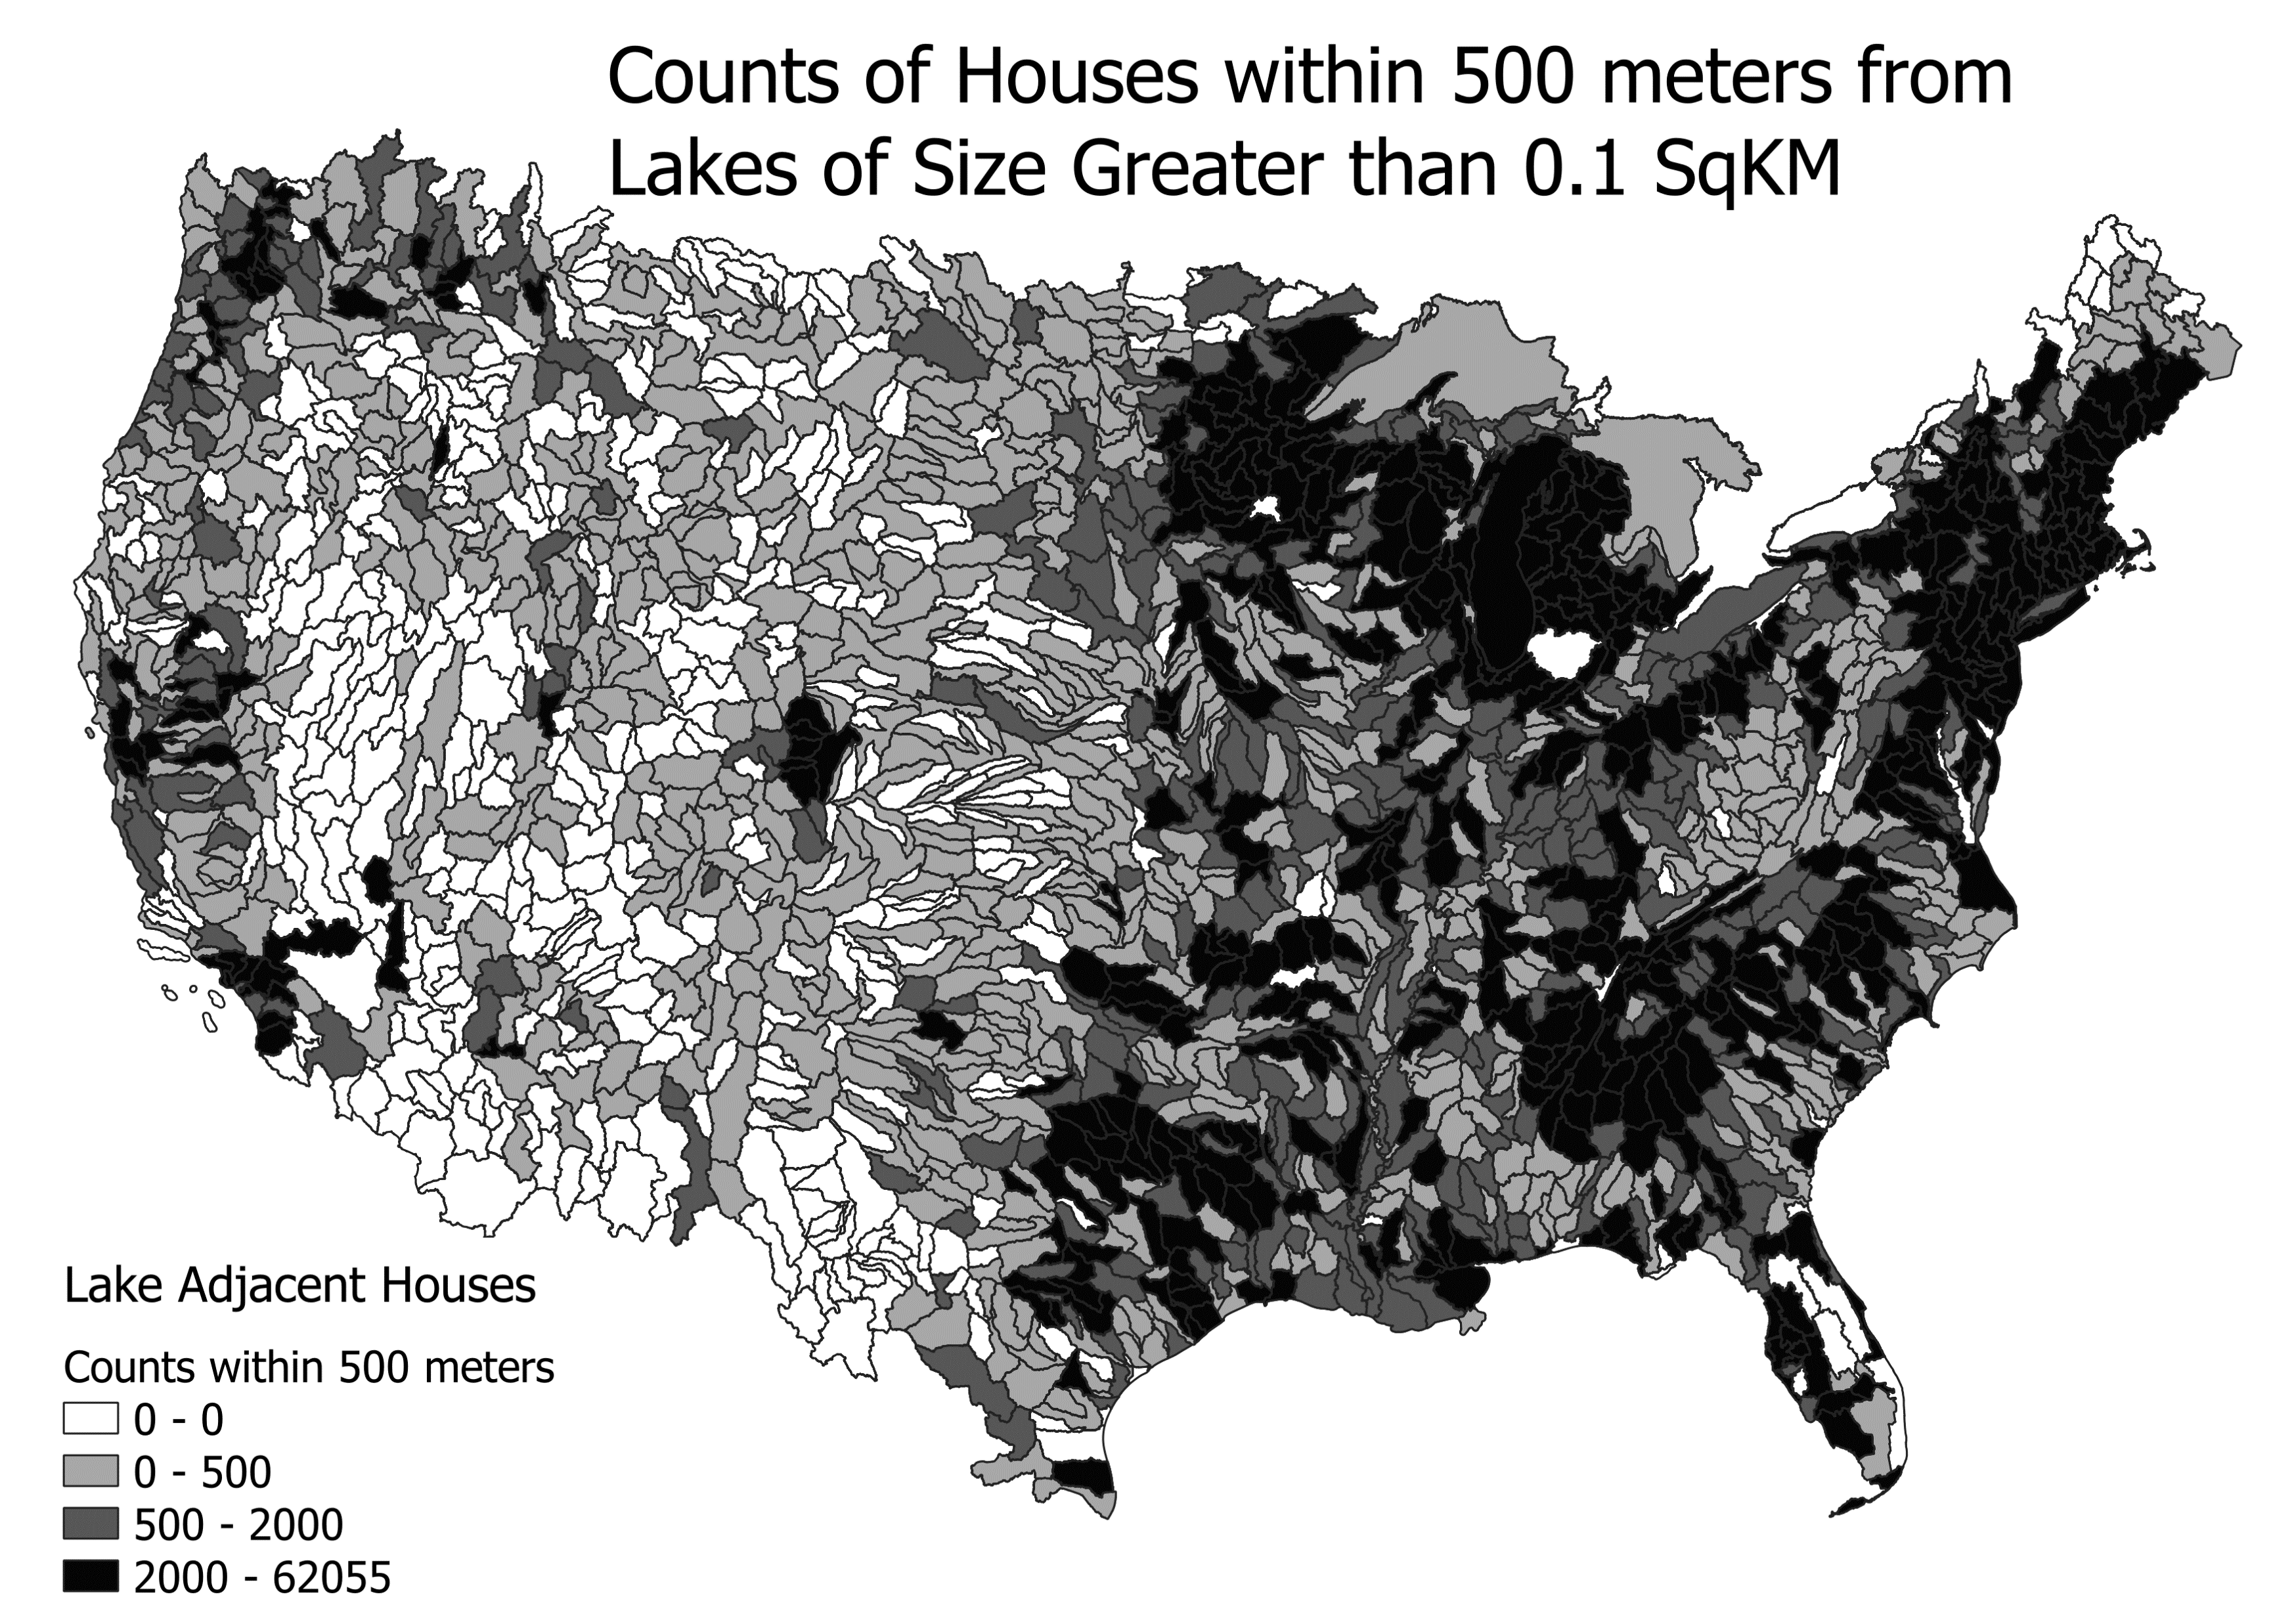 Counts of Houses within 500 meters from
Lakes of Size Greater than 0.1 SqKM
Lake Adjacent Houses
Counts within 500 meters
0 - 0
0 - 500
500 - 2000
2000 - 62055